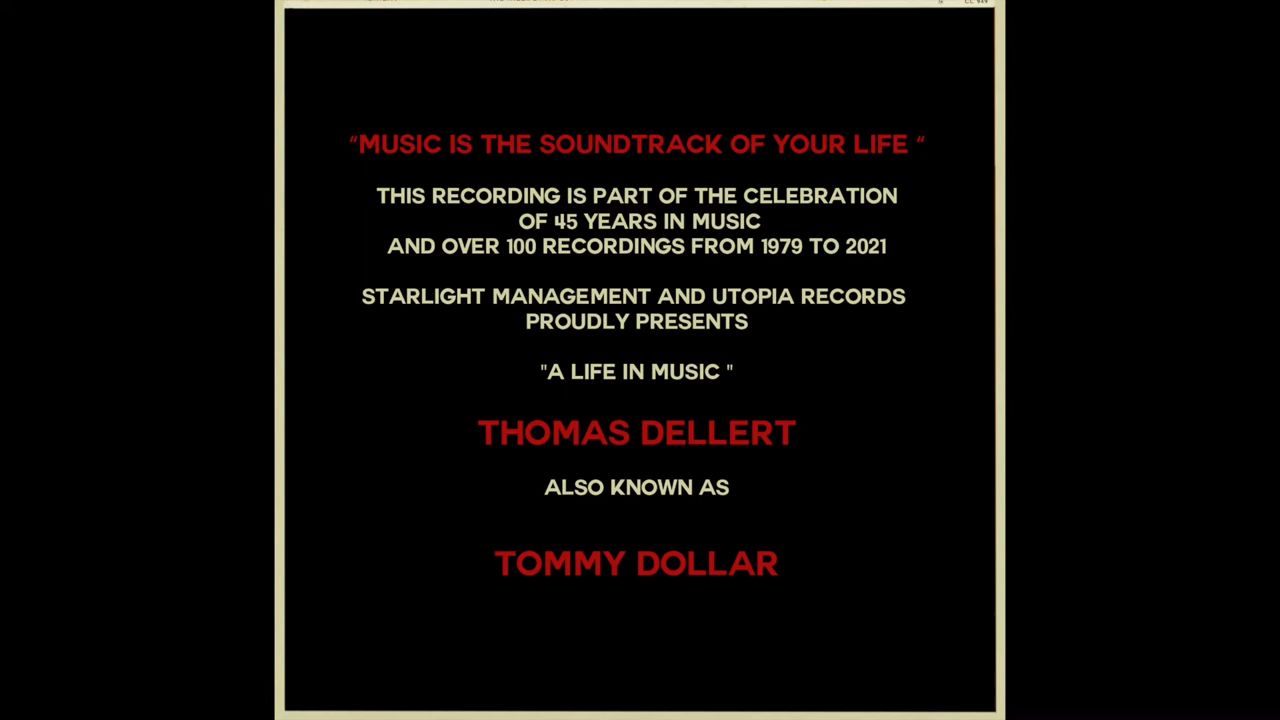 “MUSIC IS THE SOUNDTRACK OF YOUR LIFE “
THIS RECORDING IS PART OF THE CELEBRATION
OF 45 YEARS IN MUSIC
AND OVER 100 RECORDINGS FROM 1979 TO 2021
STARLIGHT MANAGEMENT AND UTOPIA RECORDS
PROUDLY PRESENTS
"A LIFE IN MUSIC "
THOMAS DELLERT
ALSO KNOWN AS
TOMMY DOLLAR